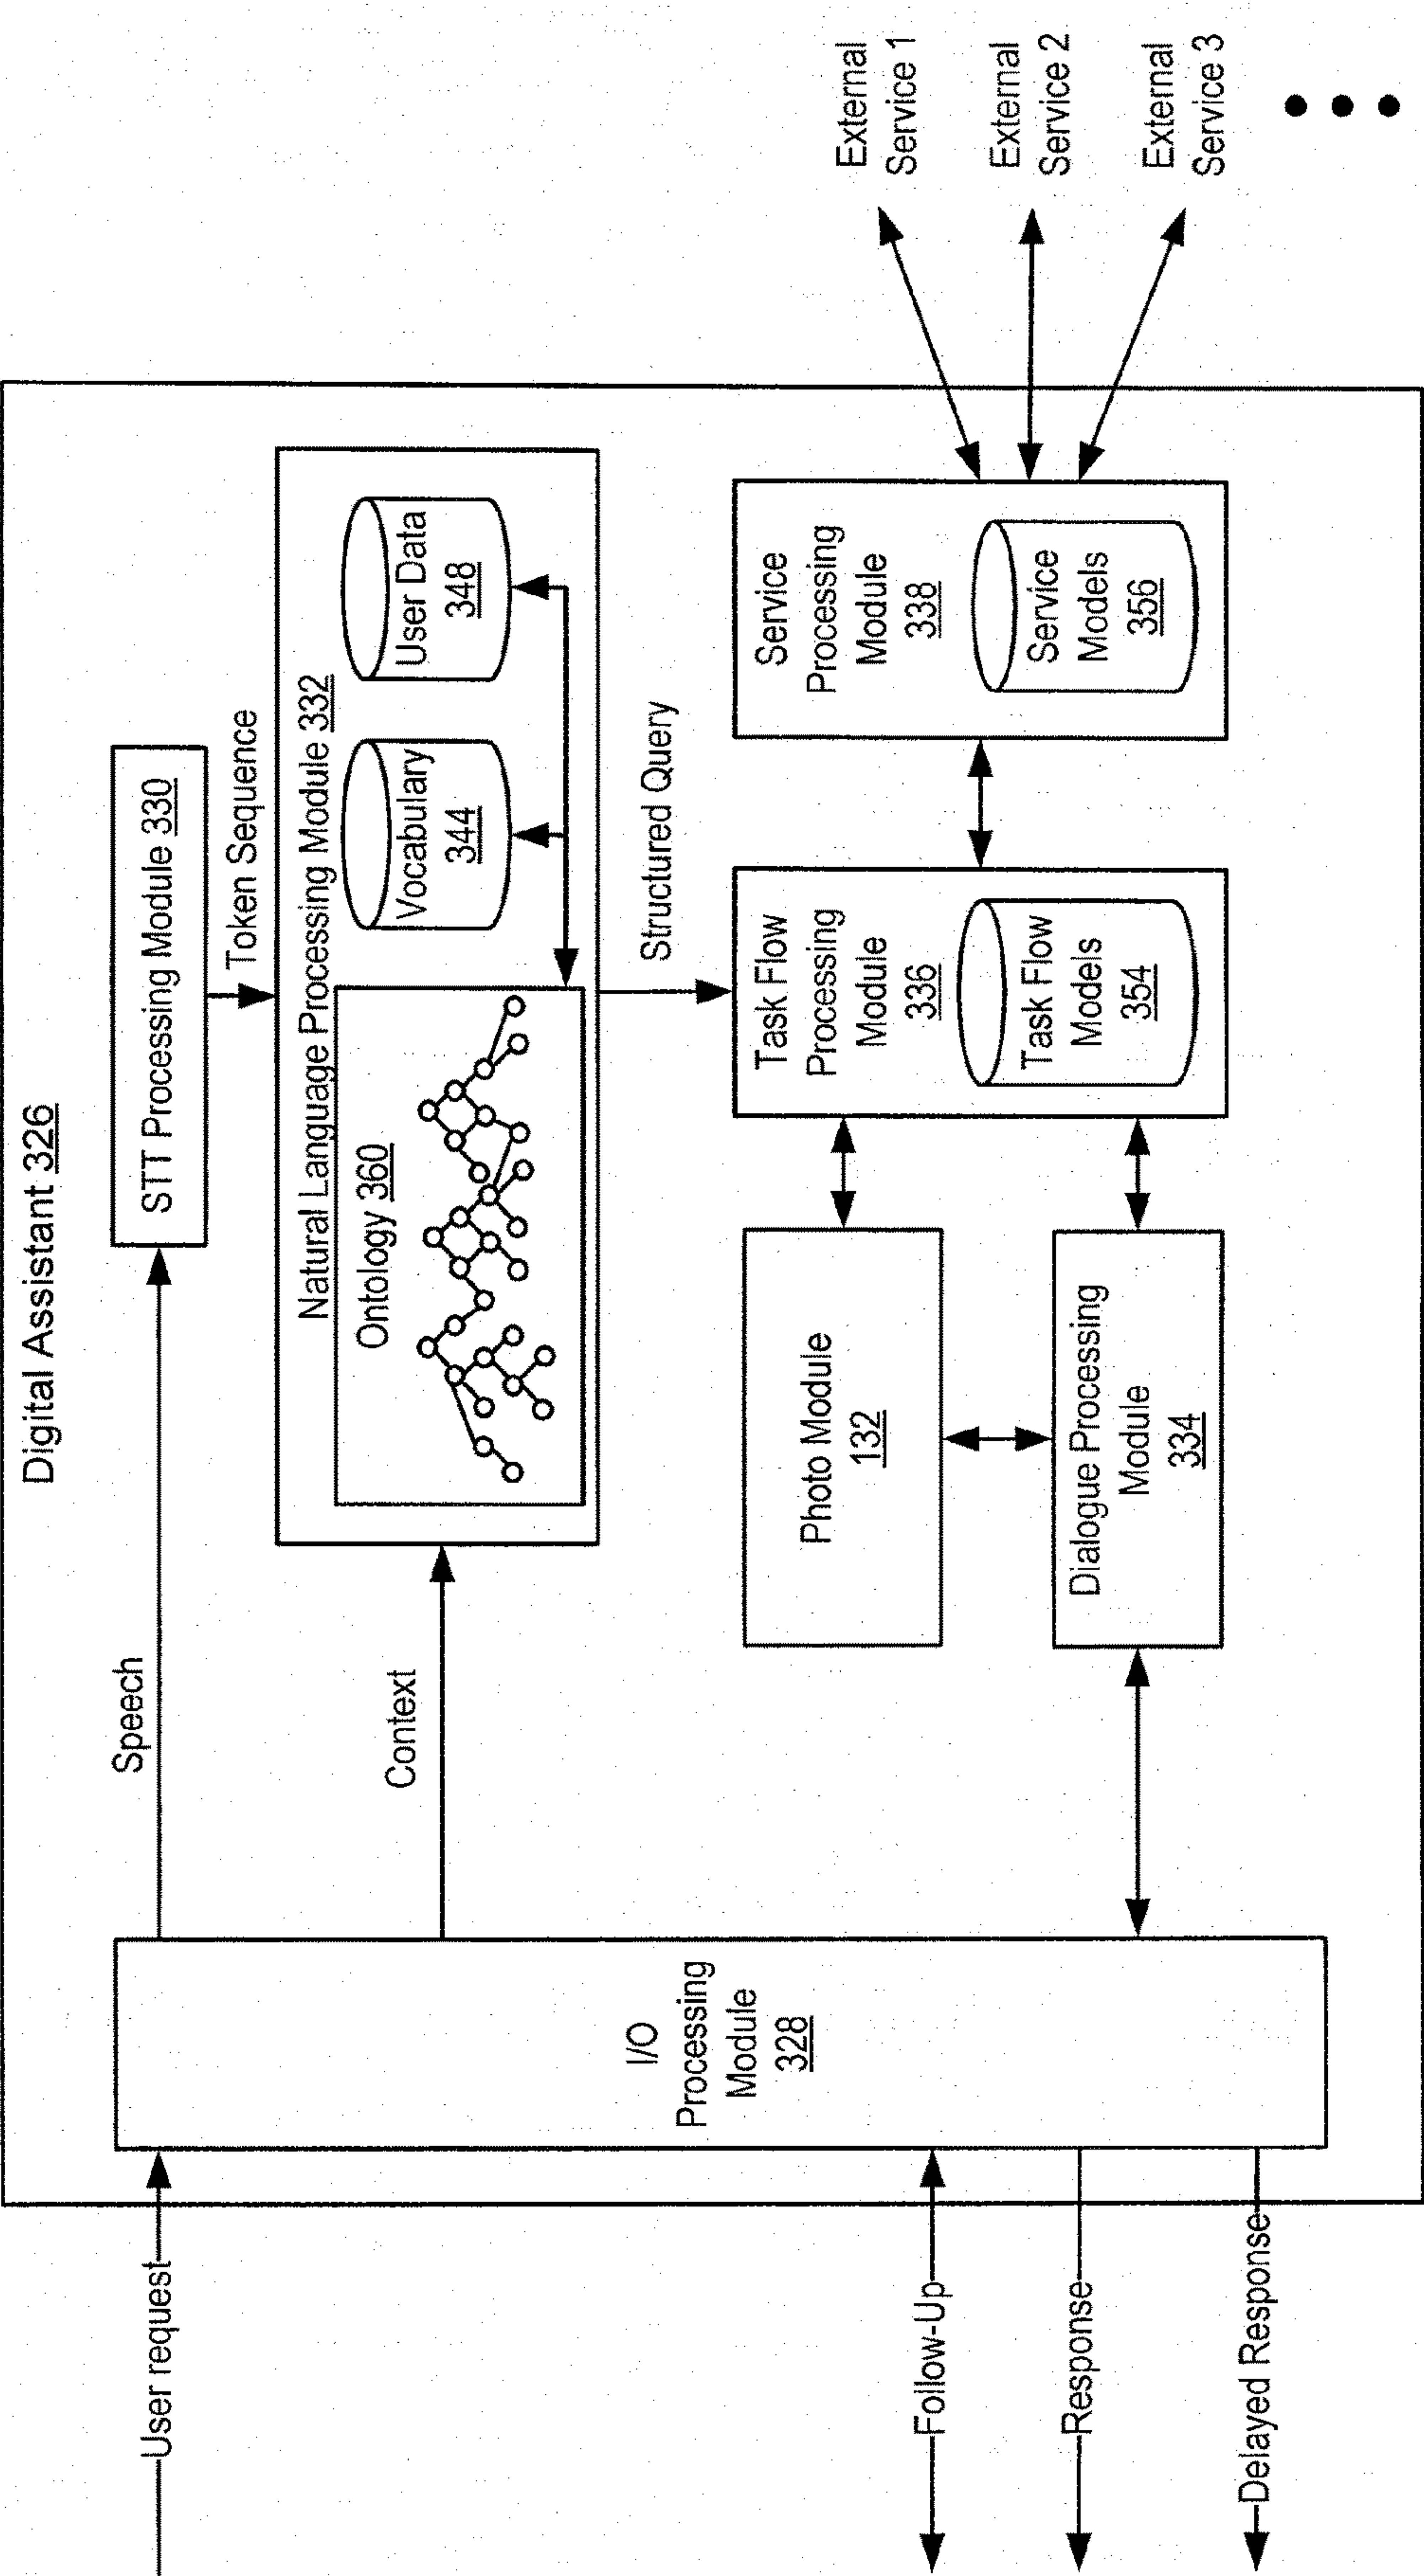 Digital Assistant 326
User request
Follow-Up
Response
Delayed Response
I/O
Processing
Module
328
Speech
Context
STT Processing Module 330
Token Sequence
Natural Language Processing Module 332
Ontology 360
Vocabulary
344
User Data
348
Structured Query
Photo Module
132
Dialogue Processing
Module
334
Task Flow
Processing
Module
336
Task Flow
Models
354
Service
Processing
Module
338
Service
Models
356
External
Service 1
External
Service 2
External
Service 3